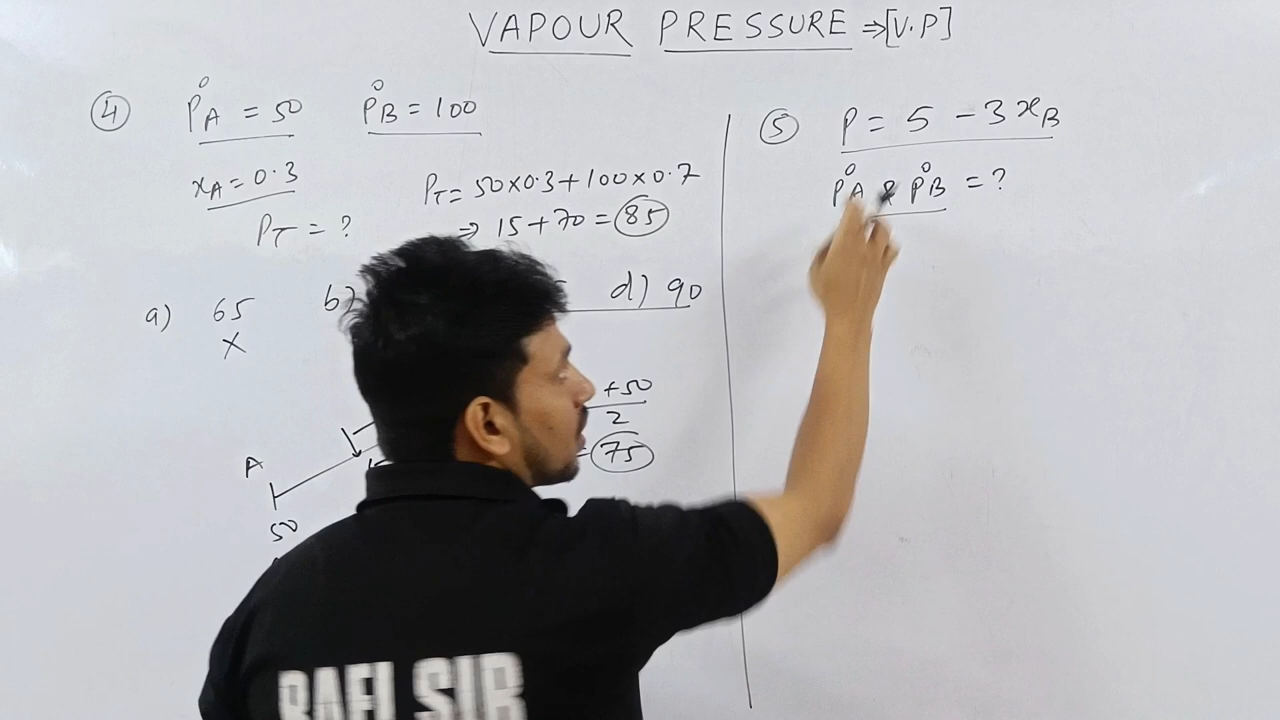 VAPOUR PRESSURE ⇒[V.P]
④ P°A = 50 P°B = 100
xA = 0.3
PT = ?
PT = 50×0.3+100×0.7
⇒ 15+70 = 85
a) 65 b) d) 90
X
+50
2
= 75
A
50
⑤ P = 5 - 3xB
P°A & P°B = ?
RAFI SIR